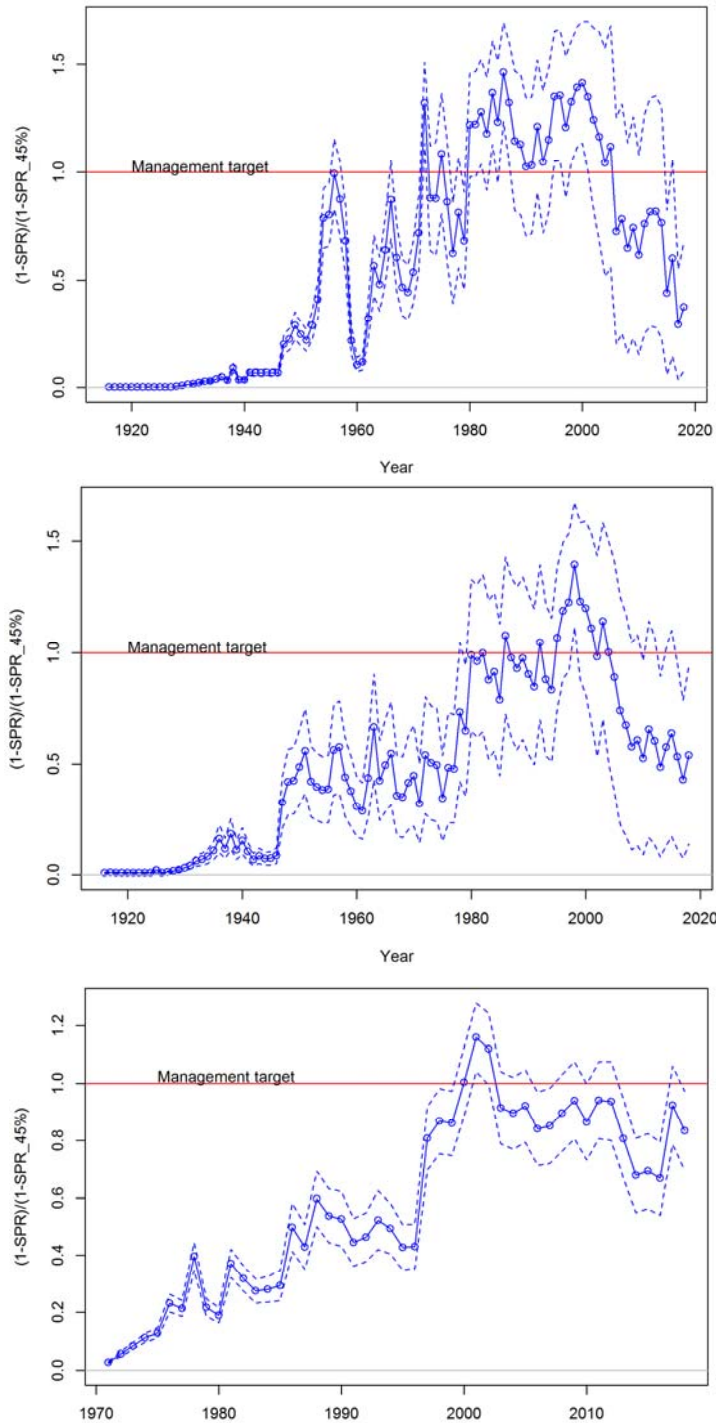 1.5
1.0
0.5
0.0
(1-SPR)/(1-SPR_45%)
Management target
1920 1940 1960 1980 2000 2020
Year
1.5
1.0
0.5
0.0
(1-SPR)/(1-SPR_45%)
Management target
1920 1940 1960 1980 2000 2020
Year
1.2
1.0
0.8
0.6
0.4
0.2
0.0
(1-SPR)/(1-SPR_45%)
Management target
1970 1980 1990 2000 2010